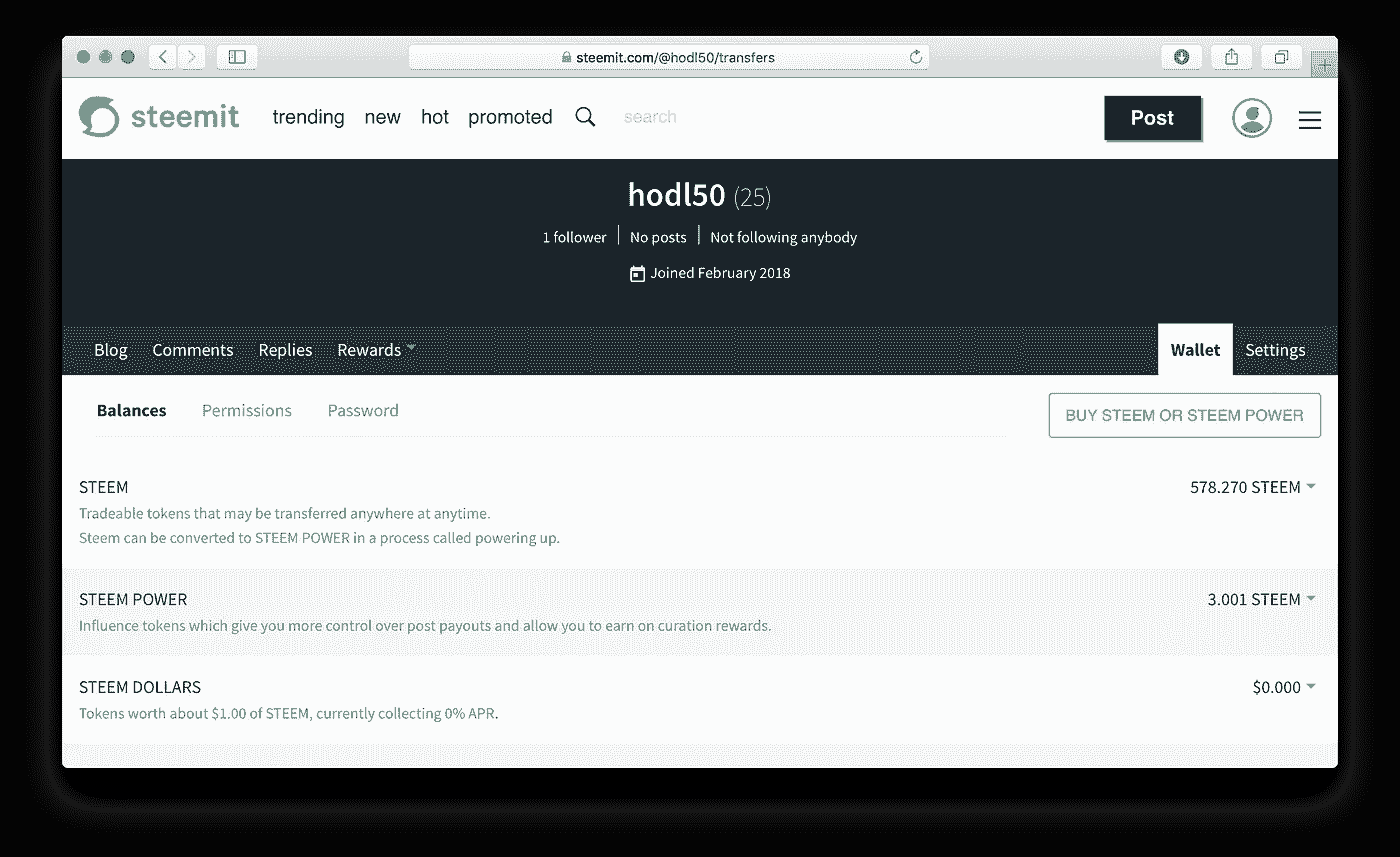 steemit.com/@hodl50/transfers
steemit trending new hot promoted search Post
hodl50 (25)
1 follower No posts Not following anybody
Joined February 2018
Blog Comments Replies Rewards Wallet Settings
Balances Permissions Password BUY STEEM OR STEEM POWER
STEEM 578.270 STEEM
Tradeable tokens that may be transferred anywhere at anytime.
Steem can be converted to STEEM POWER in a process called powering up.
STEEM POWER 3.001 STEEM
Influence tokens which give you more control over post payouts and allow you to earn on curation rewards.
STEEM DOLLARS $0.000
Tokens worth about $1.00 of STEEM, currently collecting 0% APR.